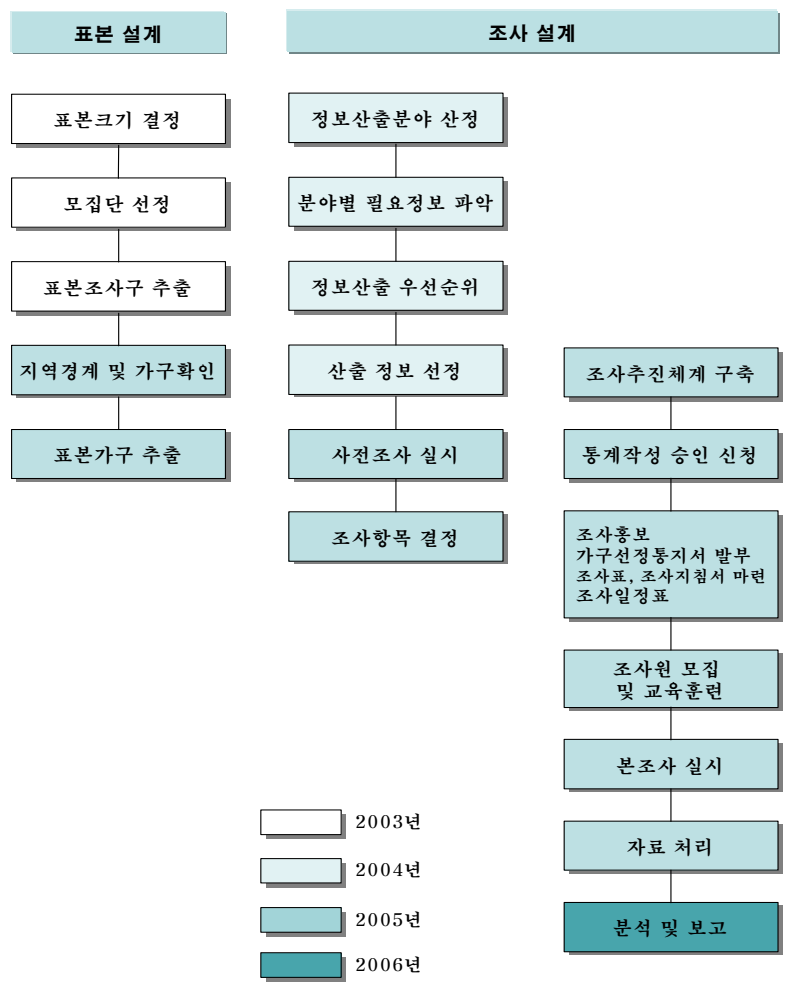 표본 설계
조사 설계
표본크기 결정
모집단 선정
표본조사구 추출
지역경계 및 가구확인
표본가구 추출
정보산출분야 산정
분야별 필요정보 파악
정보산출 우선순위
산출 정보 선정
사전조사 실시
조사항목 결정
조사추진체계 구축
통계작성 승인 신청
조사홍보
가구선정통지서 발부
조사표, 조사지침서 마련
조사일정표
조사원 모집
및 교육훈련
본조사 실시
자료 처리
분석 및 보고
2003년
2004년
2005년
2006년